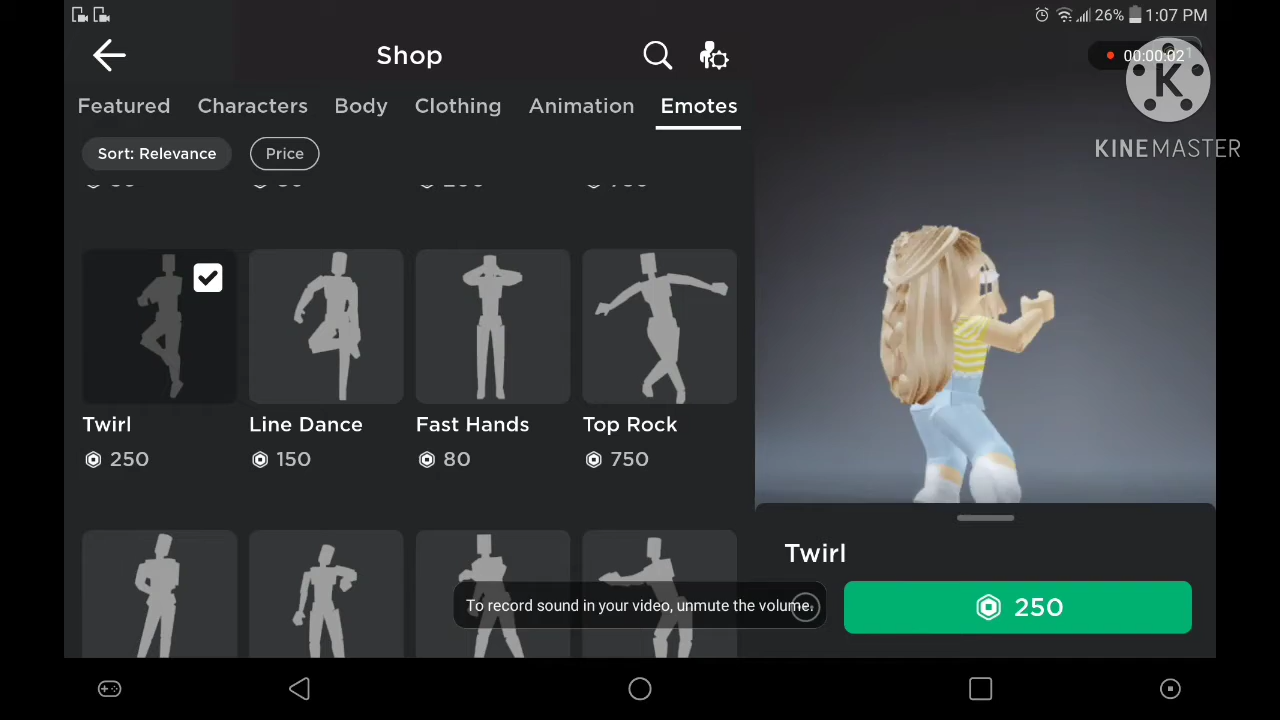 26% 1:07 PM
Shop
00:00:02
K
KINEMASTER
Featured Characters Body Clothing Animation Emotes
Sort: Relevance Price
Twirl Line Dance Fast Hands Top Rock
250 150 80 750
Twirl
To record sound in your video, unmute the volume.
250